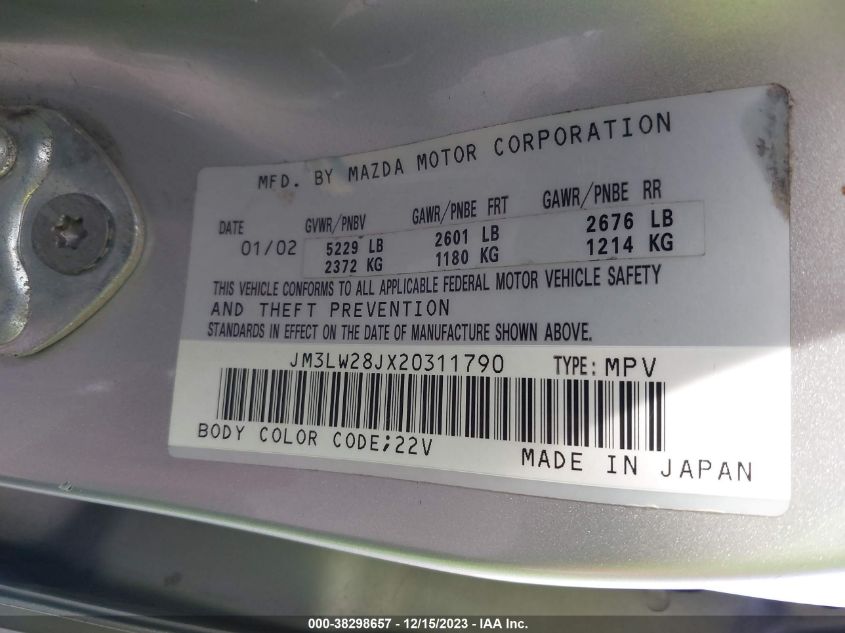 MFD. BY MAZDA MOTOR CORPORATION
DATE GVWR/PNBV GAWR/PNBE FRT GAWR/PNBE RR
01/02 5229 LB 2601 LB 2676 LB
2372 KG 1180 KG 1214 KG
THIS VEHICLE CONFORMS TO ALL APPLICABLE FEDERAL MOTOR VEHICLE SAFETY
AND THEFT PREVENTION
STANDARDS IN EFFECT ON THE DATE OF MANUFACTURE SHOWN ABOVE.
JM3LW28JX20311790 TYPE: MPV
BODY COLOR CODE;22V
MADE IN JAPAN
000-38298657 - 12/15/2023 - IAA Inc.